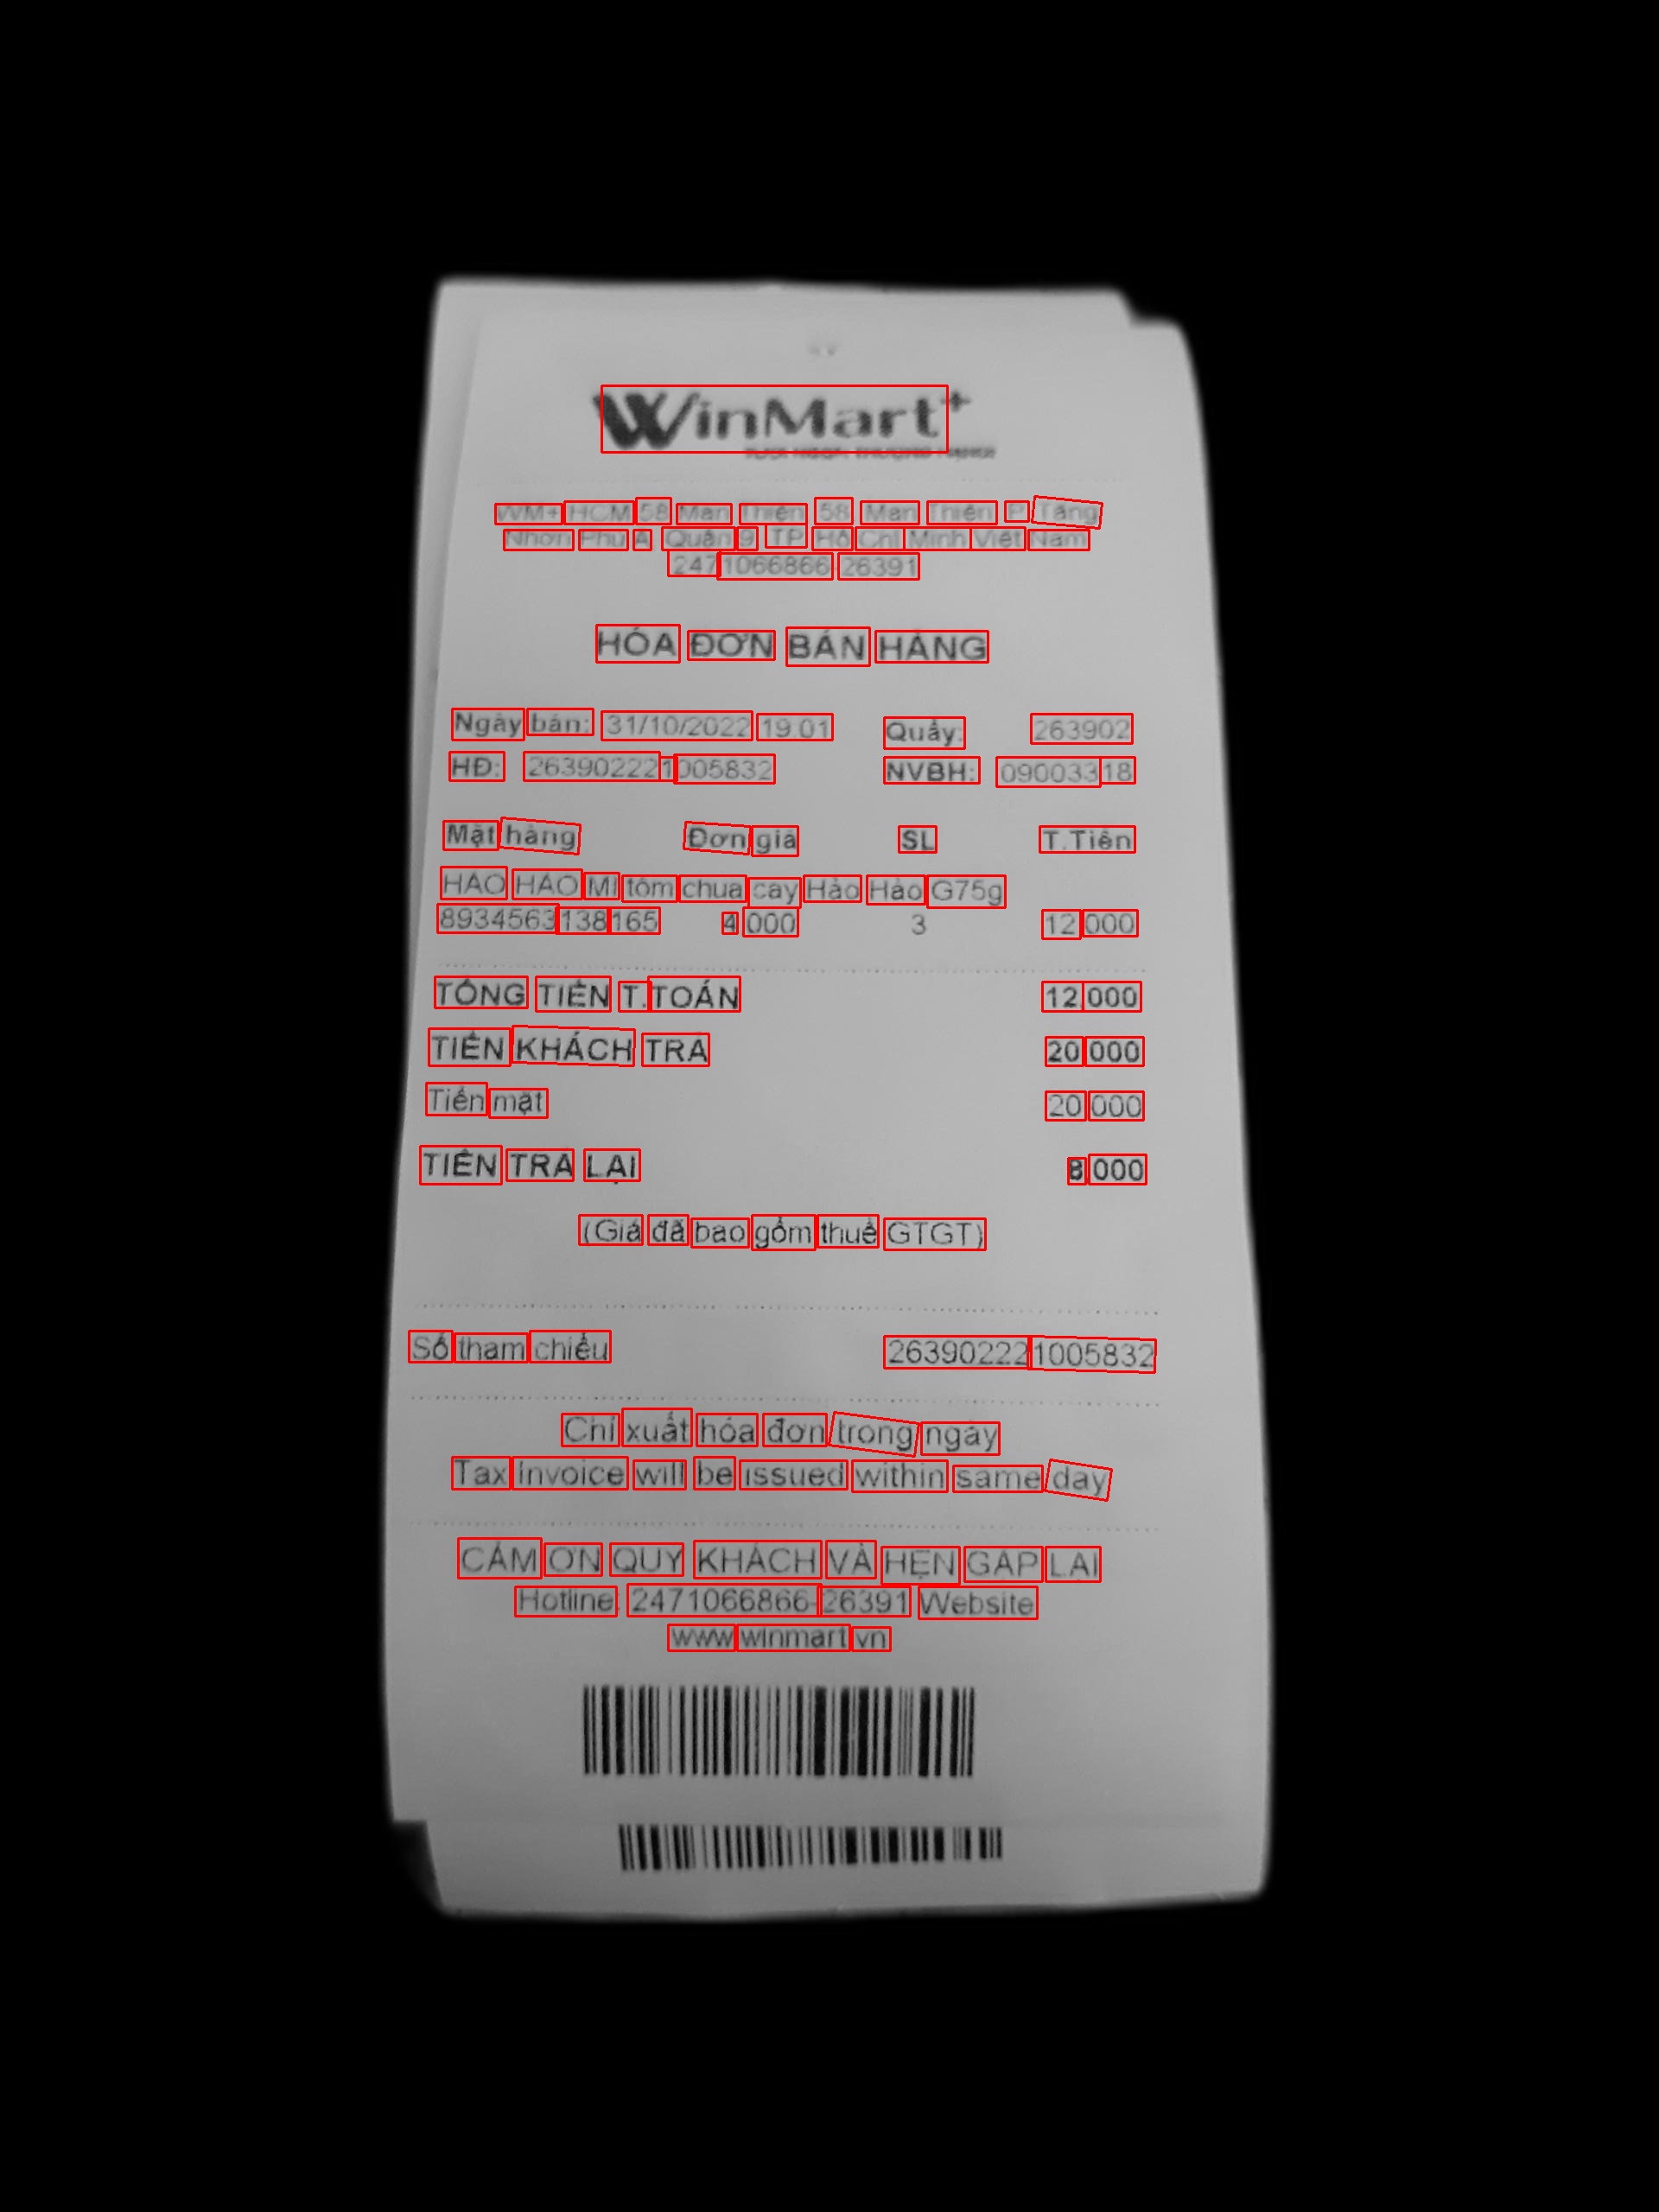 WinMart+
WM+ HCM 58 Man Thiện 58 Man Thiện P Tăng
Nhơn Phú A Quận 9 TP Hồ Chí Minh Việt Nam
2471066866-26391
HÓA ĐƠN BÁN HÀNG
Ngày bán: 31/10/2022 19:01 Quầy: 263902
HĐ: 2639022221005832 NVBH: 09003318
Mặt hàng Đơn giá SL T.Tiền
HẢO HẢO MÌ tôm chua cay Hảo Hảo G75g
8934563138165 4.000 3 12.000
TỔNG TIỀN T.TOÁN 12.000
TIỀN KHÁCH TRẢ 20.000
Tiền mặt 20.000
TIỀN TRẢ LẠI 8.000
(Giá đã bao gồm thuế GTGT)
Số tham chiếu 263902221005832
Chỉ xuất hóa đơn trong ngày
Tax Invoice will be issued within same day
CẢM ƠN QUÝ KHÁCH VÀ HẸN GẶP LẠI
Hotline: 2471066866-26391 Website
www.winmart.vn